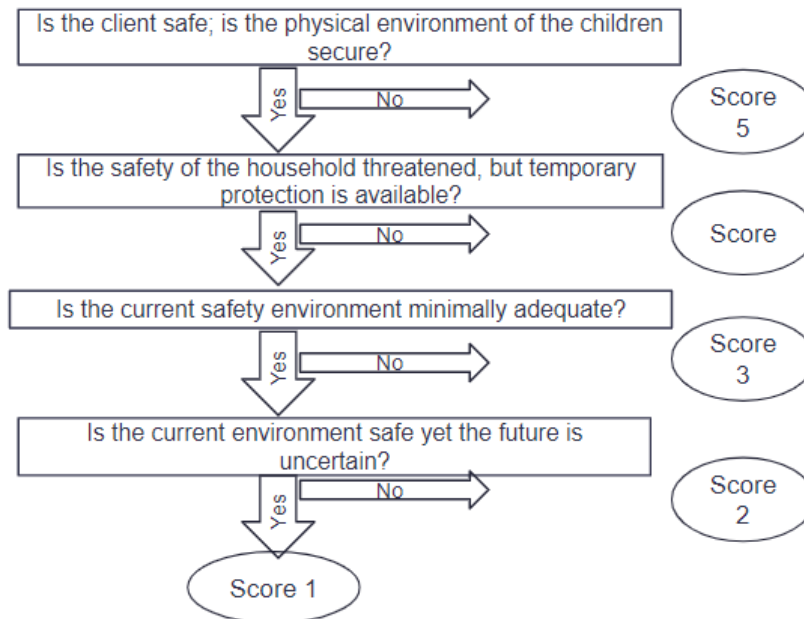 Is the client safe; is the physical environment of the children
secure?
Yes
No
Score
5
Is the safety of the household threatened, but temporary
protection is available?
Yes
No
Score
Is the current safety environment minimally adequate?
Yes
No
Score
3
Is the current environment safe yet the future is
uncertain?
Yes
No
Score
2
Score 1